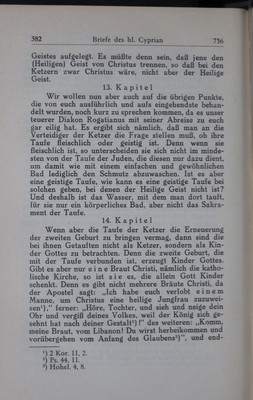 382 Briefe des hl. Cyprian 736
Geistes aufgelegt. Es müßte denn sein, daß jene den
(Heiligen) Geist von Christus trennen, so daß bei den
Ketzern zwar Christus wäre, nicht aber der Heilige
Geist.
13. Kapitel
Wir wollen nun aber auch auf die übrigen Punkte,
die von euch ausführlich und aufs eingehendste behan-
delt wurden, noch kurz zu sprechen kommen, da es unser
teuerer Diakon Rogatianus mit seiner Abreise zu euch
gar eilig hat. Es ergibt sich nämlich, daß man an die
Verteidiger der Ketzer die Frage stellen muß, ob ihre
Taufe fleischlich oder geistig ist. Denn wenn sie
fleischlich ist, so unterscheiden sie sich nicht im minde-
sten von der Taufe der Juden, die diesen nur dazu dient,
um damit wie mit einem einfachen und gewöhnlichen
Bad lediglich den Schmutz abzuwaschen. Ist es aber
eine geistige Taufe, wie kann es eine geistige Taufe bei
solchen geben, bei denen der Heilige Geist nicht ist?
Und deshalb ist das Wasser, mit dem man dort tauft,
für sie nur ein körperliches Bad, aber nicht das Sakra-
ment der Taufe.
14. Kapitel
Wenn aber die Taufe der Ketzer die Erneuerung
der zweiten Geburt zu bringen vermag, dann sind die
bei ihnen Getauften nicht als Ketzer, sondern als Kin-
der Gottes zu betrachten. Denn die zweite Geburt, die
mit der Taufe verbunden ist, erzeugt Kinder Gottes.
Gibt es aber nur eine Braut Christi, nämlich die katho-
lische Kirche, so ist sie es, die allein Gott Kinder
schenkt. Denn es gibt nicht mehrere Bräute Christi, da
der Apostel sagt: „Ich habe euch verlobt einem
Manne, um Christus eine heilige Jungfrau zuzuwei-
sen¹),“ ferner: „Höre, Tochter, und sieh und neige dein
Ohr und vergiß deines Volkes, weil der König sich ge-
sehnt hat nach deiner Gestalt²)!“ des weiteren: „Komm,
meine Braut, vom Libanon! Du wirst herbeikommen und
vorübergehen vom Anfang des Glaubens³)“, und end-
¹) 2 Kor. 11, 2.
²) Ps. 44, 11.
³) Hohel. 4, 8.